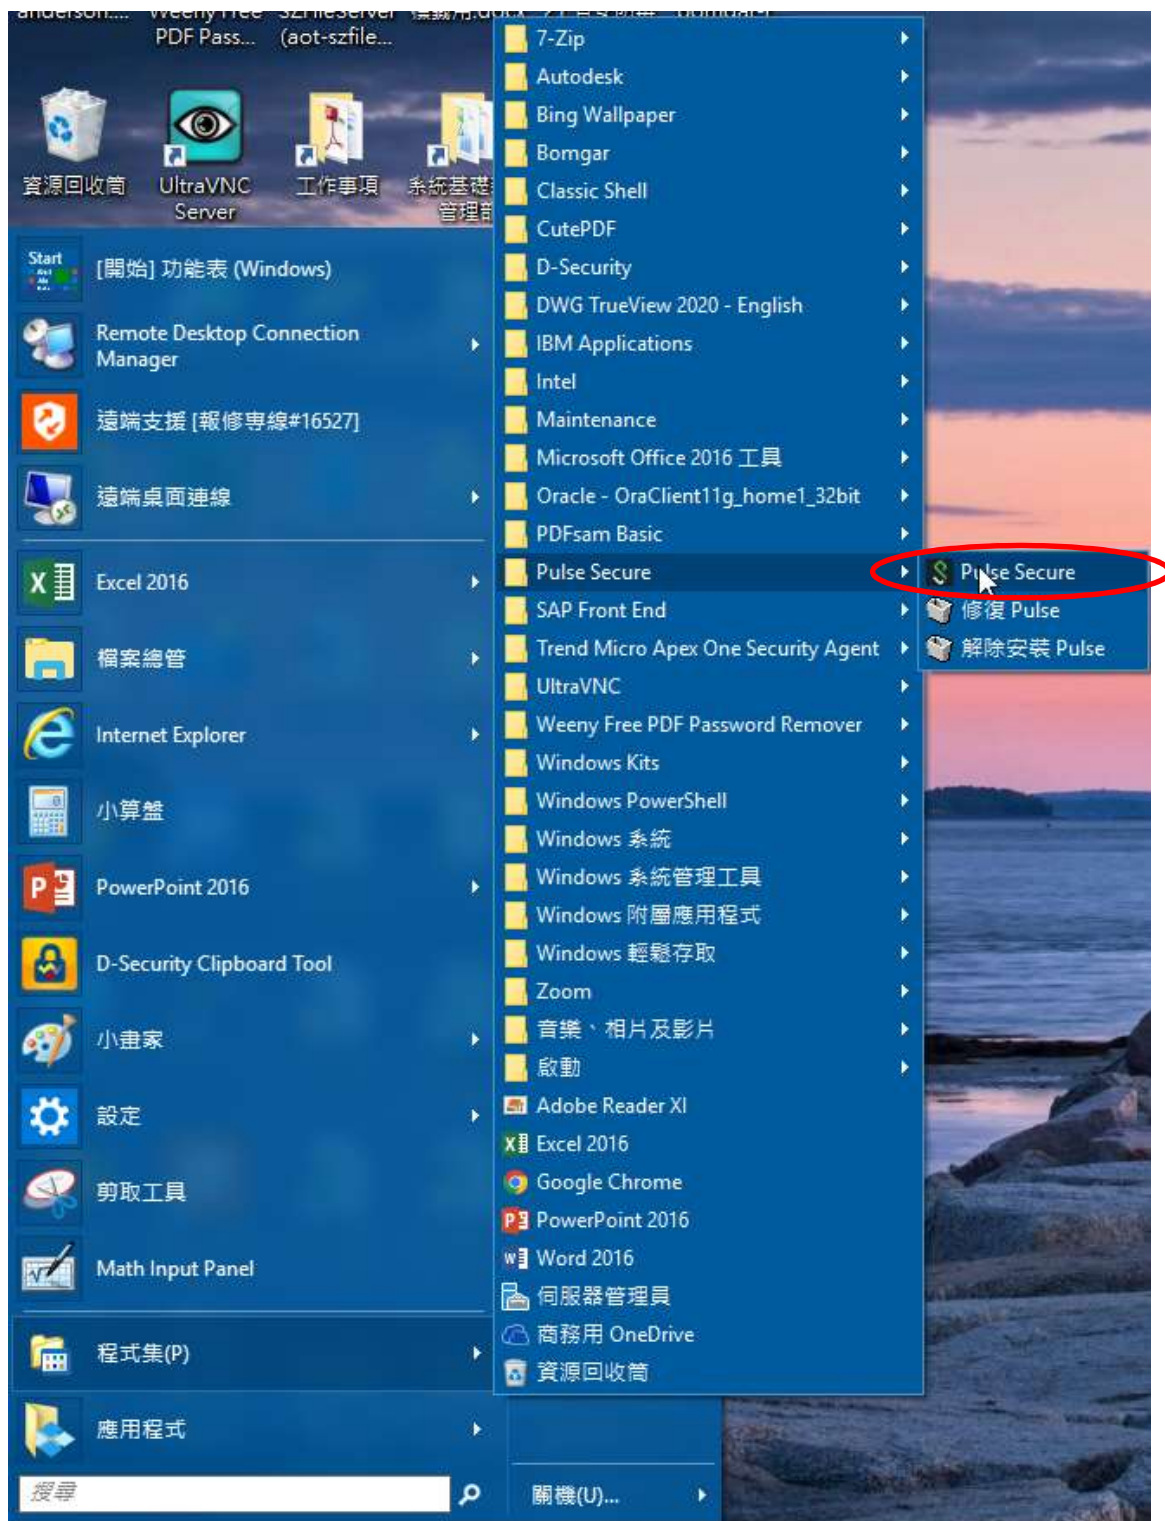 PDF Pass...
(aot-szfile...
資源回收筒
UltraVNC
Server
工作事項
系統基礎
管理部
Start
[開始] 功能表 (Windows)
Remote Desktop Connection
Manager
遠端支援 [報修專線#16527]
遠端桌面連線
Excel 2016
檔案總管
Internet Explorer
小算盤
PowerPoint 2016
D-Security Clipboard Tool
小畫家
設定
剪取工具
Math Input Panel
程式集(P)
應用程式
搜尋
關機(U)...
7-Zip
Autodesk
Bing Wallpaper
Bomgar
Classic Shell
CutePDF
D-Security
DWG TrueView 2020 - English
IBM Applications
Intel
Maintenance
Microsoft Office 2016 工具
Oracle - OraClient11g_home1_32bit
PDFsam Basic
Pulse Secure
SAP Front End
Trend Micro Apex One Security Agent
UltraVNC
Weeny Free PDF Password Remover
Windows Kits
Windows PowerShell
Windows 系統
Windows 系統管理工具
Windows 附屬應用程式
Windows 輕鬆存取
Zoom
音樂、相片及影片
啟動
Adobe Reader XI
Excel 2016
Google Chrome
PowerPoint 2016
Word 2016
伺服器管理員
商務用 OneDrive
資源回收筒
Pulse Secure
修復 Pulse
解除安裝 Pulse